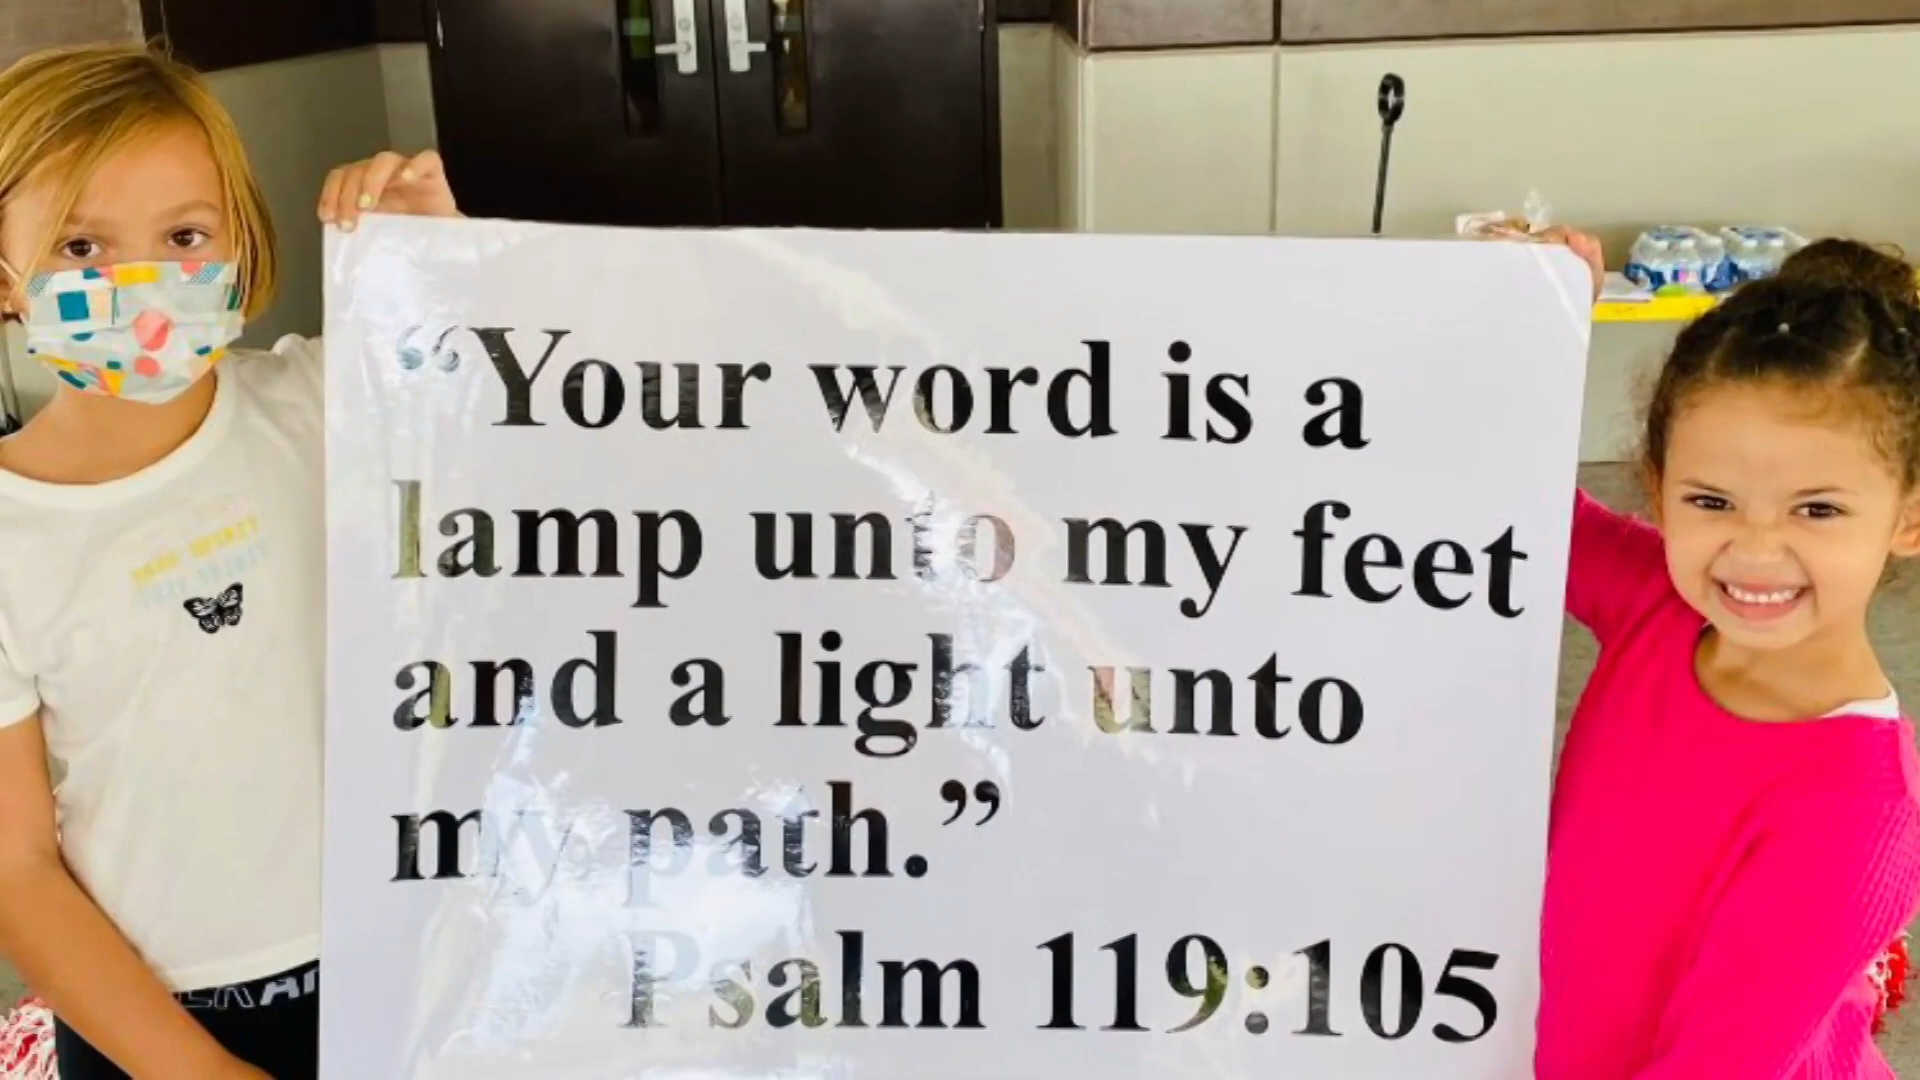 “Your word is a
lamp unto my feet
and a light unto
my path.”
Psalm 119:105